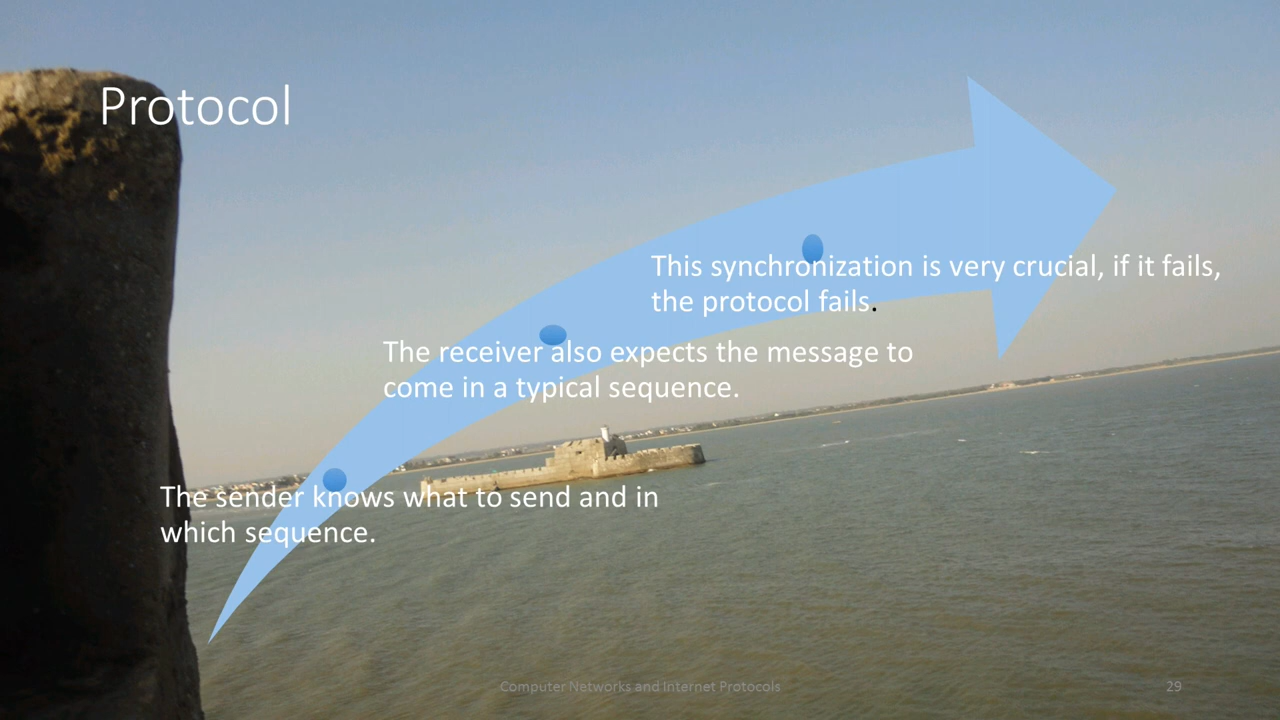 Protocol
This synchronization is very crucial, if it fails,
the protocol fails.
The receiver also expects the message to
come in a typical sequence.
The sender knows what to send and in
which sequence.
Computer Networks and Internet Protocols
29